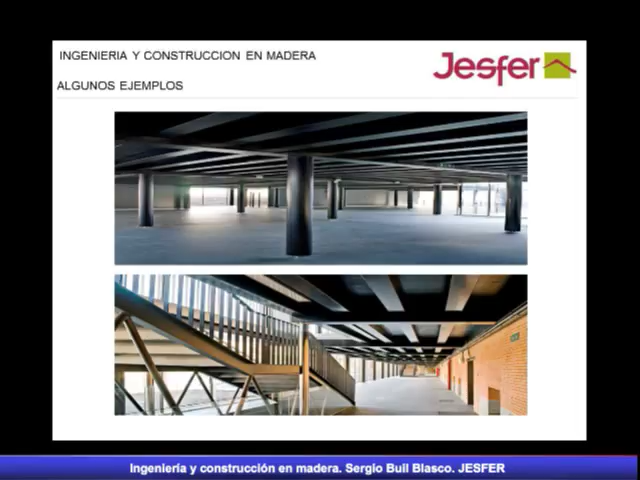 INGENIERIA Y CONSTRUCCION EN MADERA
Jesfer
ALGUNOS EJEMPLOS
Ingeniería y construcción en madera. Sergio Bull Blasco. JESFER